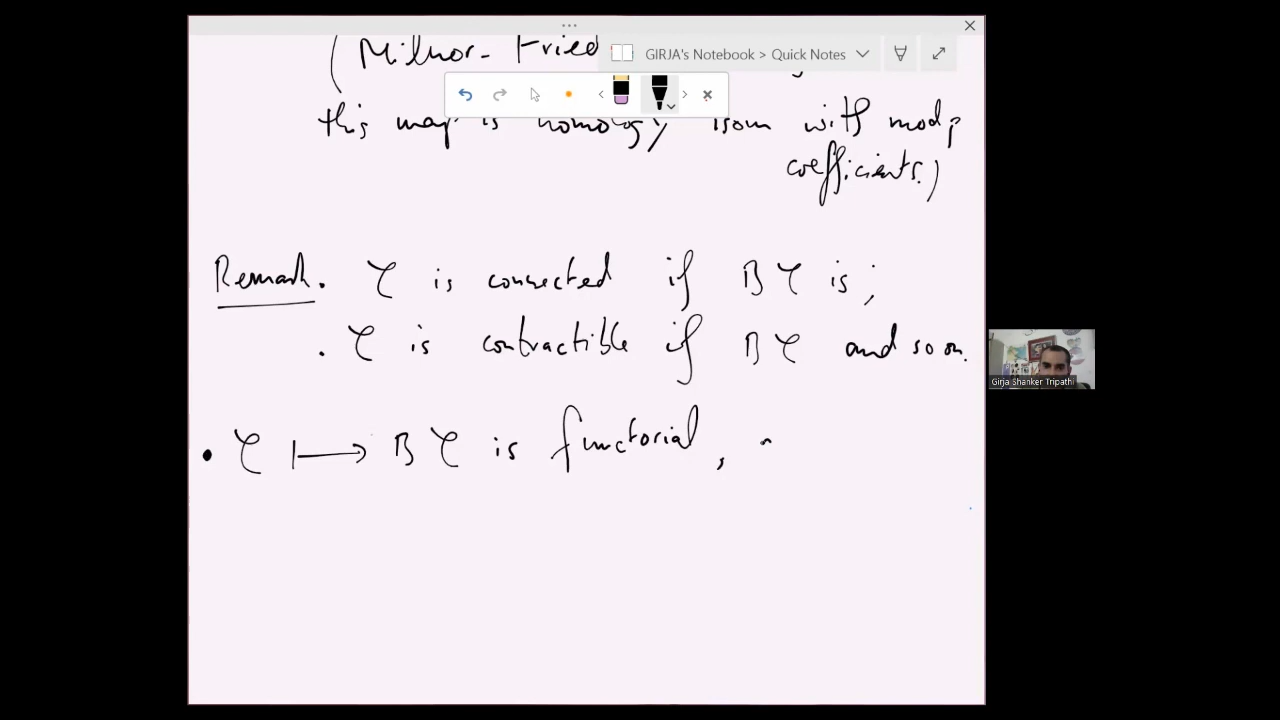 (Milnor- Fried
GIRJA's Notebook > Quick Notes
this map is homology isom with mod p
coefficients.)
Remark. • 𝒞 is connected if B𝒞 is;
• 𝒞 is contractible if B𝒞 and so on.
• 𝒞 ⟼ B𝒞 is functorial,
Girja Shanker Tripathi